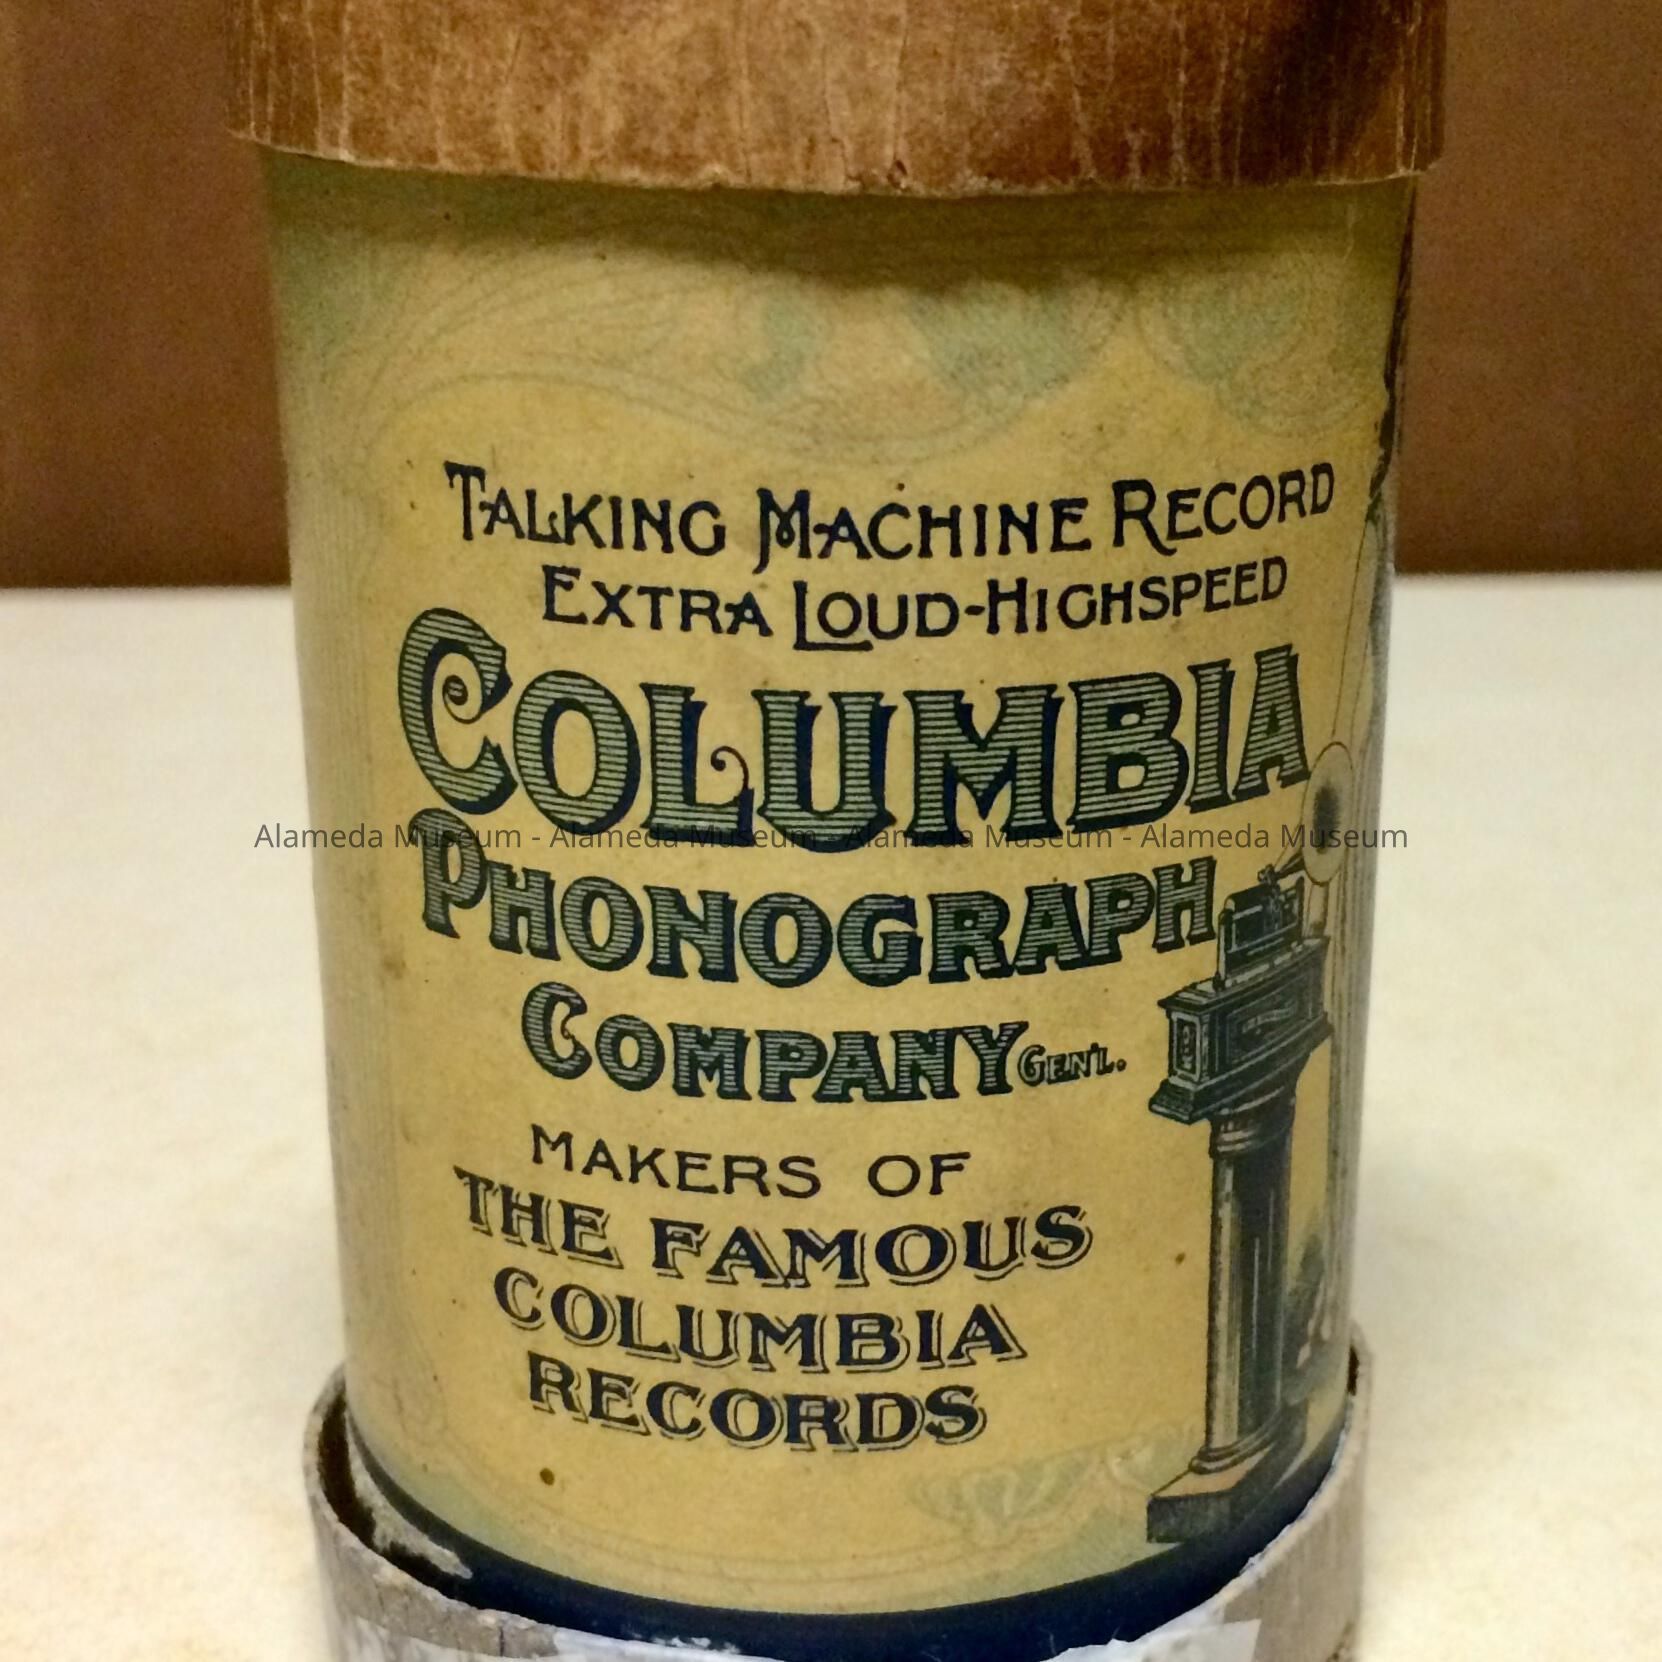 TALKING MACHINE RECORD
EXTRA LOUD-HIGHSPEED
COLUMBIA
Alameda Museum - Alameda Museum - Alameda Museum - Alameda Museum
PHONOGRAPH
COMPANY GEN'L.
MAKERS OF
THE FAMOUS
COLUMBIA
RECORDS